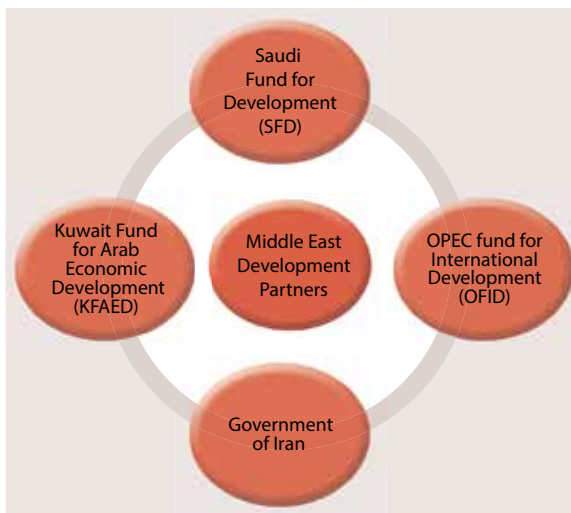 Saudi
Fund for
Development
(SFD)
Kuwait Fund
for Arab
Economic
Development
(KFAED)
Middle East
Development
Partners
OPEC fund for
International
Development
(OFID)
Government
of Iran